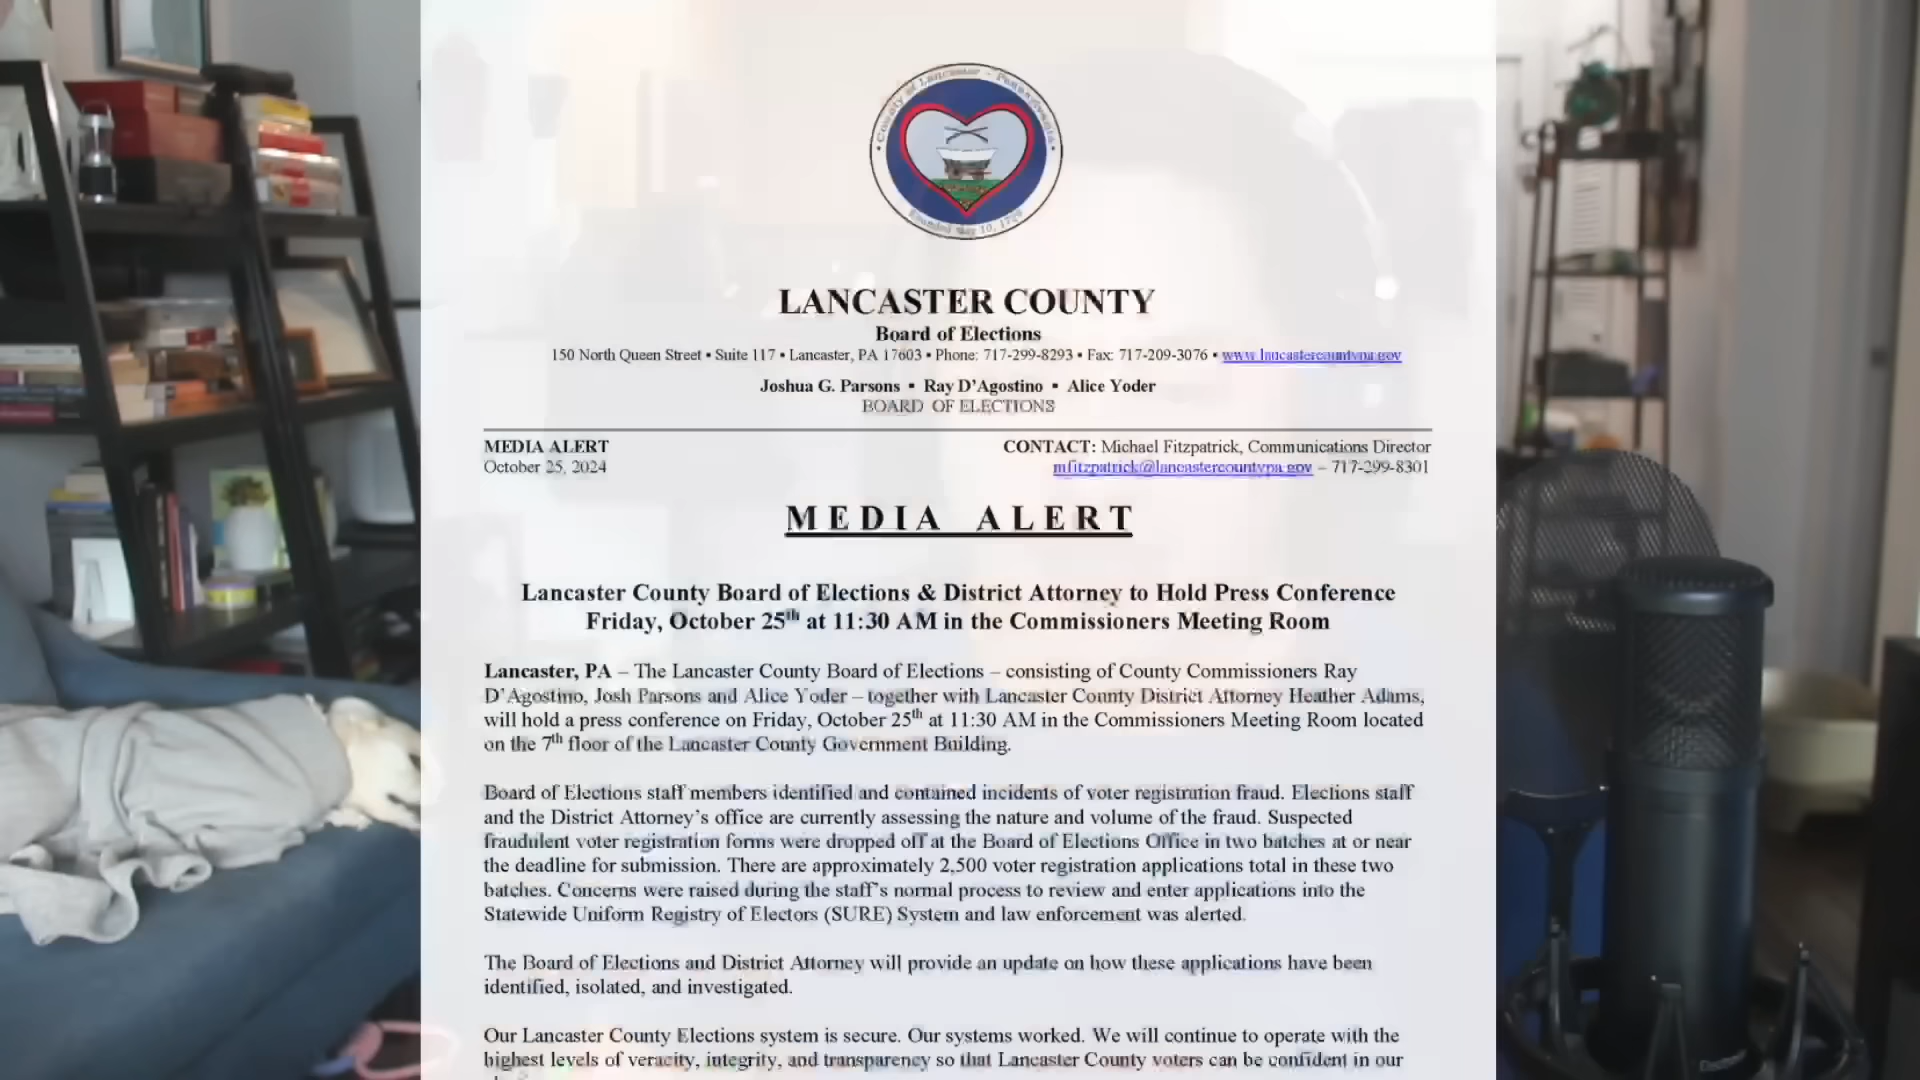 County of Lancaster – Pennsylvania
Founded May 10, 1729
LANCASTER COUNTY
Board of Elections
150 North Queen Street ▪ Suite 117 ▪ Lancaster, PA 17603 ▪ Phone: 717-299-8293 ▪ Fax: 717-209-3076 ▪ www.lancastercountypa.gov
Joshua G. Parsons ▪ Ray D’Agostino ▪ Alice Yoder
BOARD OF ELECTIONS
MEDIA ALERT CONTACT: Michael Fitzpatrick, Communications Director
October 25, 2024 mfitzpatrick@lancastercountypa.gov – 717-299-8301
MEDIA ALERT
Lancaster County Board of Elections & District Attorney to Hold Press Conference
Friday, October 25th at 11:30 AM in the Commissioners Meeting Room
Lancaster, PA – The Lancaster County Board of Elections – consisting of County Commissioners Ray
D’Agostino, Josh Parsons and Alice Yoder – together with Lancaster County District Attorney Heather Adams,
will hold a press conference on Friday, October 25th at 11:30 AM in the Commissioners Meeting Room located
on the 7th floor of the Lancaster County Government Building.
Board of Elections staff members identified and contained incidents of voter registration fraud. Elections staff
and the District Attorney’s office are currently assessing the nature and volume of the fraud. Suspected
fraudulent voter registration forms were dropped off at the Board of Elections Office in two batches at or near
the deadline for submission. There are approximately 2,500 voter registration applications total in these two
batches. Concerns were raised during the staff’s normal process to review and enter applications into the
Statewide Uniform Registry of Electors (SURE) System and law enforcement was alerted.
The Board of Elections and District Attorney will provide an update on how these applications have been
identified, isolated, and investigated.
Our Lancaster County Elections system is secure. Our systems worked. We will continue to operate with the
highest levels of veracity, integrity, and transparency so that Lancaster County voters can be confident in our